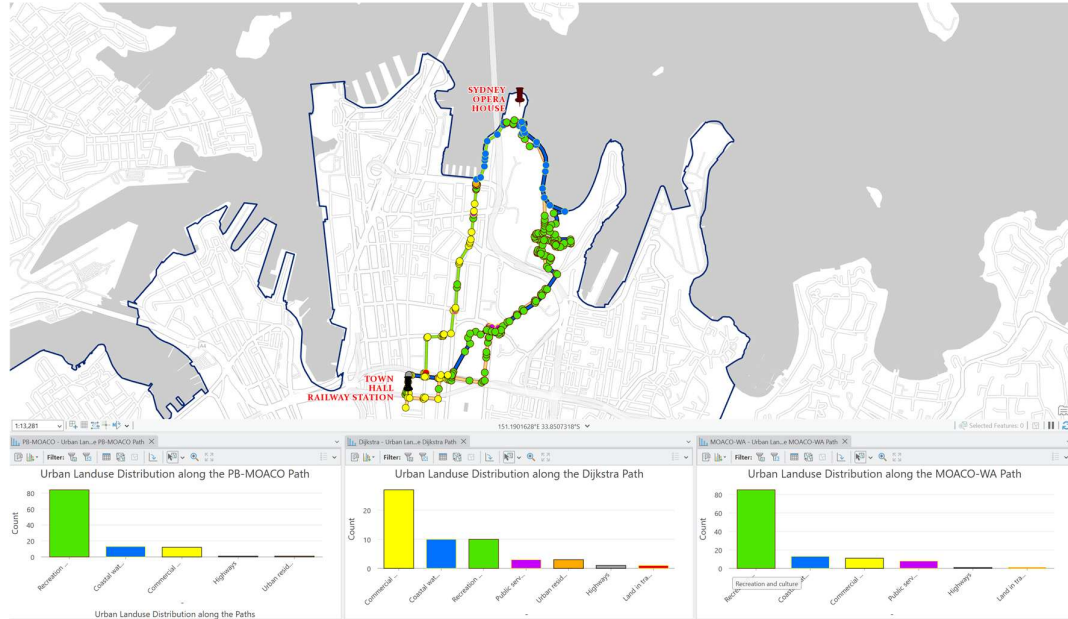 SYDNEY
OPERA
HOUSE
TOWN
HALL
RAILWAY STATION
1:13,281
151.1901628°E 33.8507318°S
Selected Features: 0
PB-MOACO - Urban Lan...e PB-MOACO Path
Filter:
Urban Landuse Distribution along the PB-MOACO Path
Count
80
60
40
20
0
Recreation ...
Coastal wat...
Commercial ...
Highways
Urban resid...
-
Urban Landuse Distribution along the Paths
Dijkstra - Urban Lan...e Dijkstra Path
Filter:
Urban Landuse Distribution along the Dijkstra Path
Count
20
10
0
Commercial ...
Coastal wat...
Recreation ...
Public serv...
Urban resid...
Highways
Land in tra...
-
MOACO-WA - Urban Lan...e MOACO-WA Path
Filter:
Urban Landuse Distribution along the MOACO-WA Path
Count
80
60
40
20
0
Recreation and culture
Coastal wat...
Commercial ...
Public serv...
Highways
Land in tra...
-